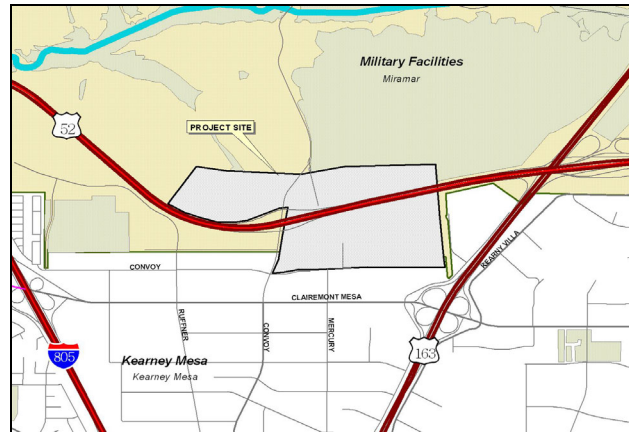 Military Facilities
Miramar
52
PROJECT SITE
KEARNY VILLA
CONVOY
CLAIREMONT MESA
RUFFNER
CONVOY
MERCURY
805
Kearney Mesa
Kearney Mesa
163